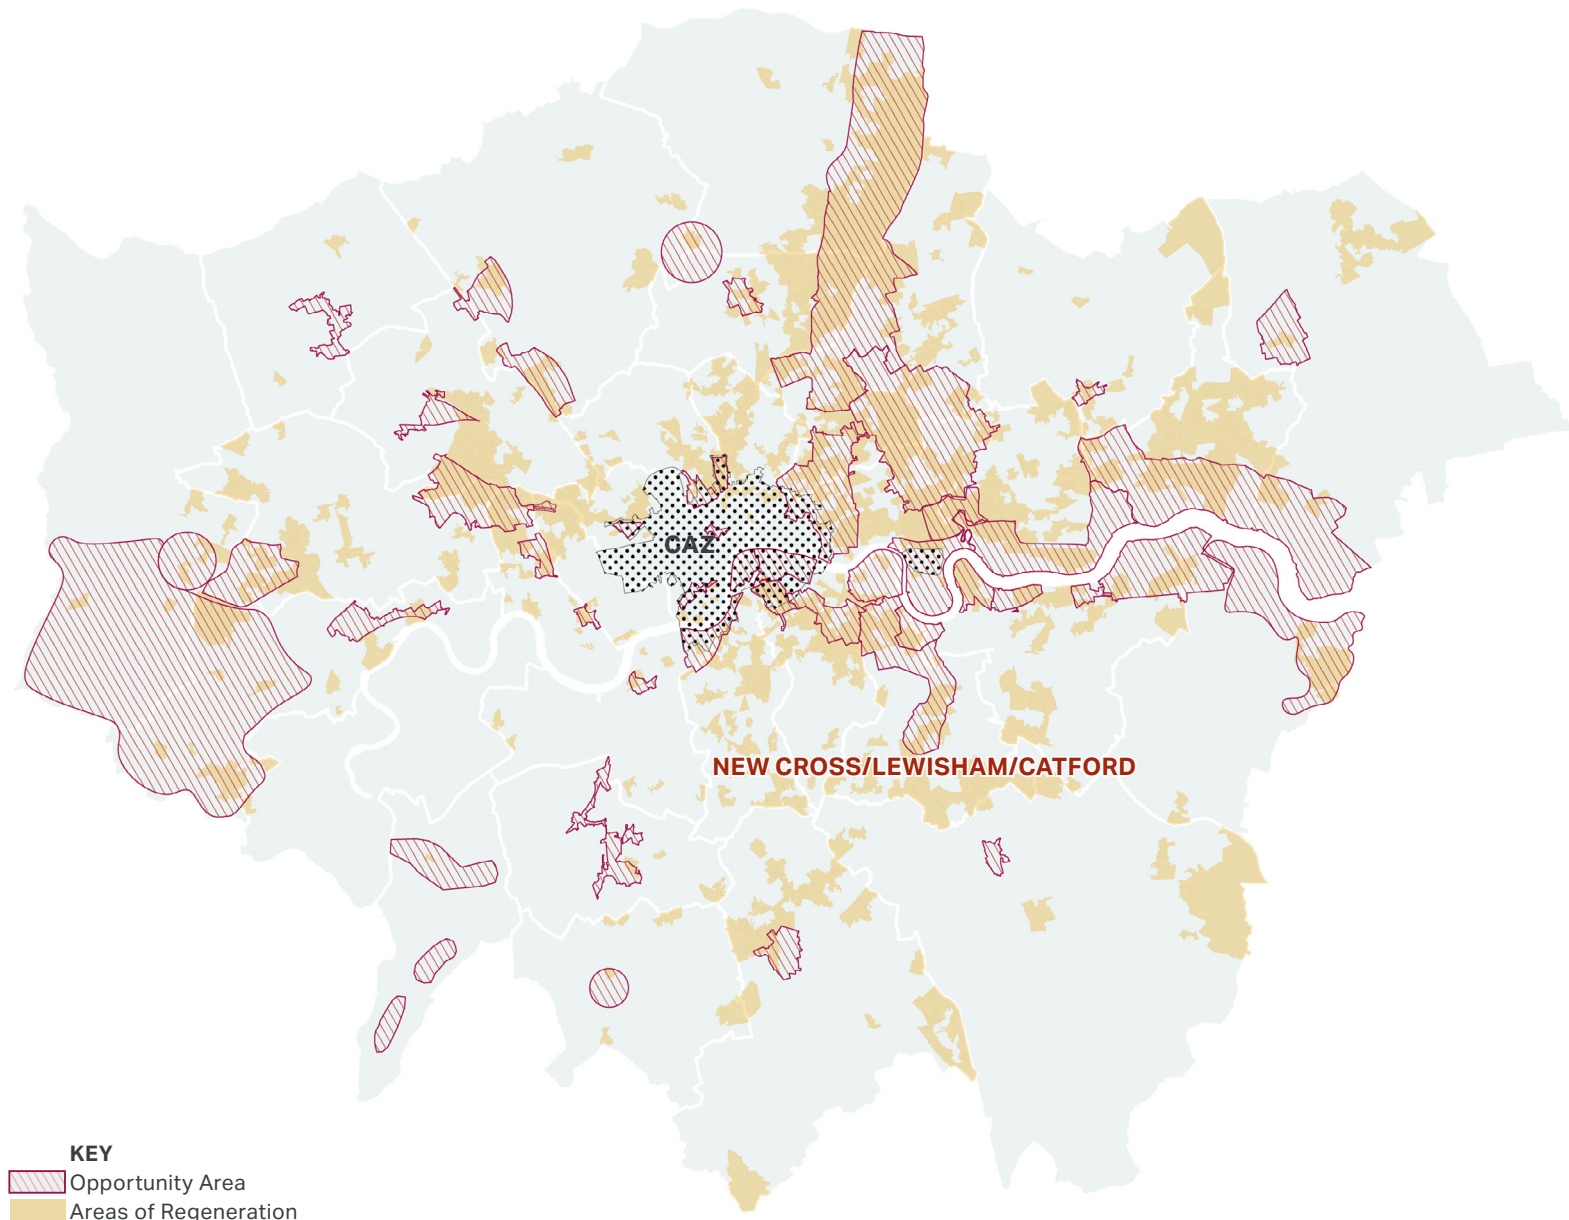 CAZ
NEW CROSS/LEWISHAM/CATFORD
KEY
Opportunity Area
Areas of Regeneration